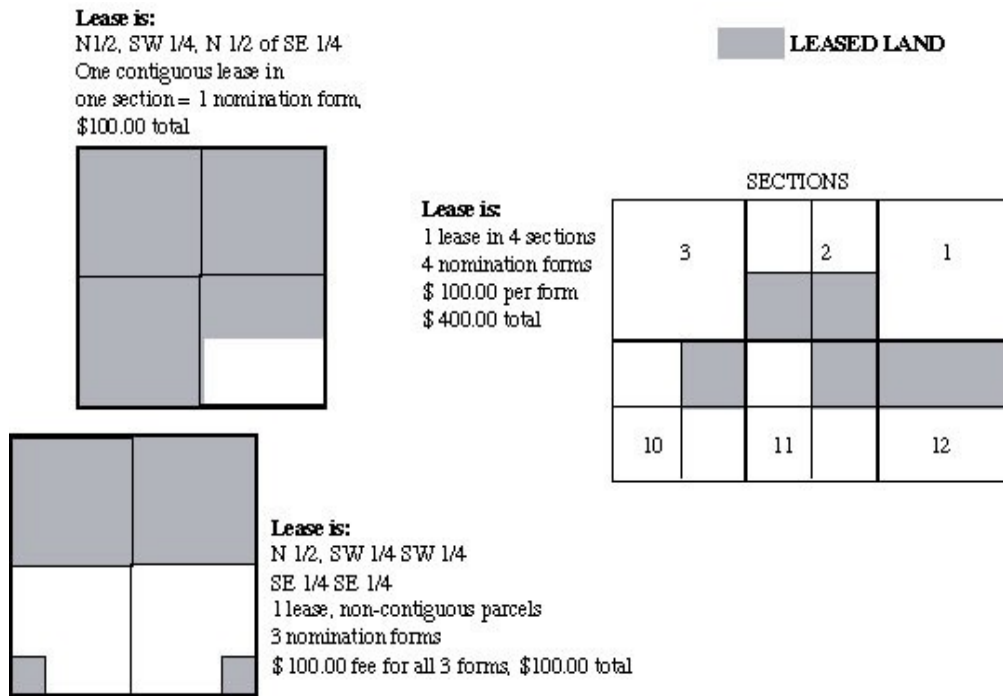 Lease is:
N1/2, SW 1/4, N 1/2 of SE 1/4
One contiguous lease in
one section = 1 nomination form,
$100.00 total
LEASED LAND
SECTIONS
Lease is:
1 lease in 4 sections
4 nomination forms
$ 100.00 per form
$ 400.00 total
3 2 1
10 11 12
Lease is:
N 1/2, SW 1/4 SW 1/4
SE 1/4 SE 1/4
1 lease, non-contiguous parcels
3 nomination forms
$ 100.00 fee for all 3 forms, $100.00 total